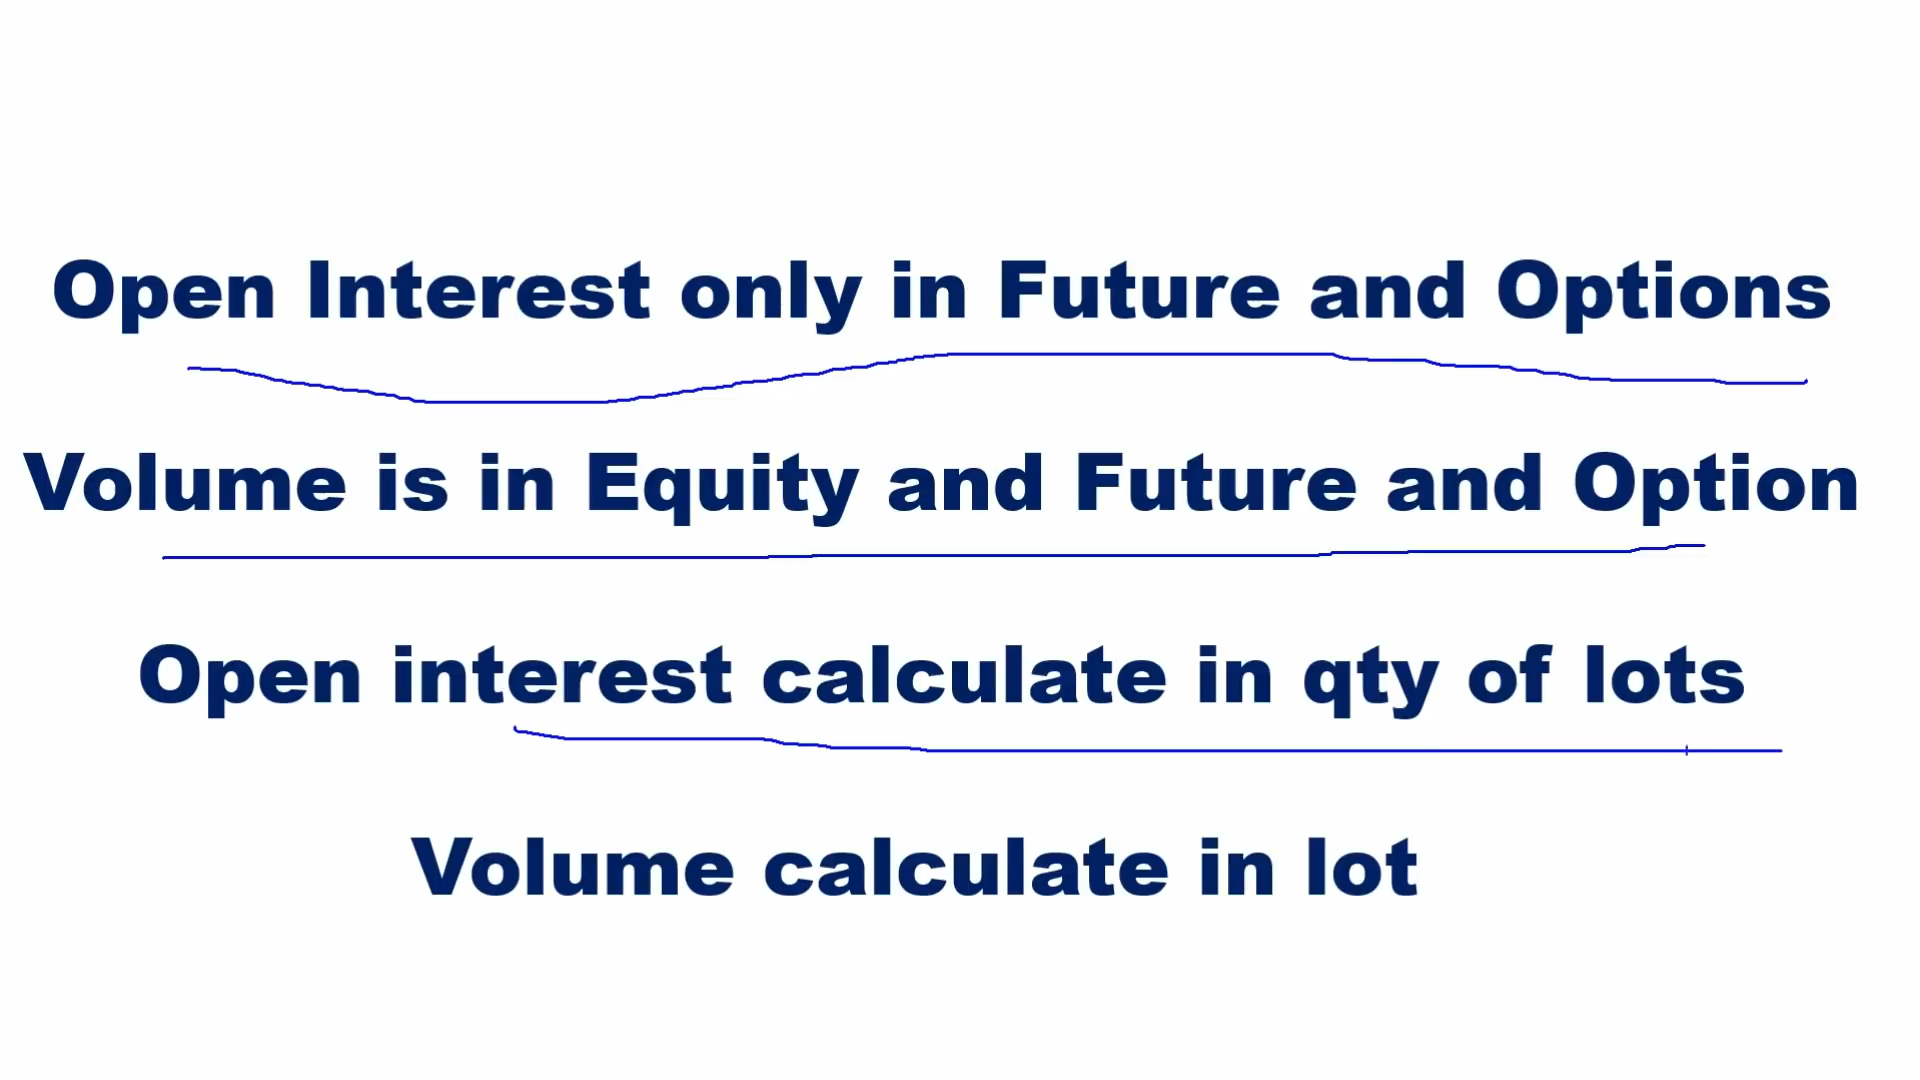 Open Interest only in Future and Options
Volume is in Equity and Future and Option
Open interest calculate in qty of lots
Volume calculate in lot